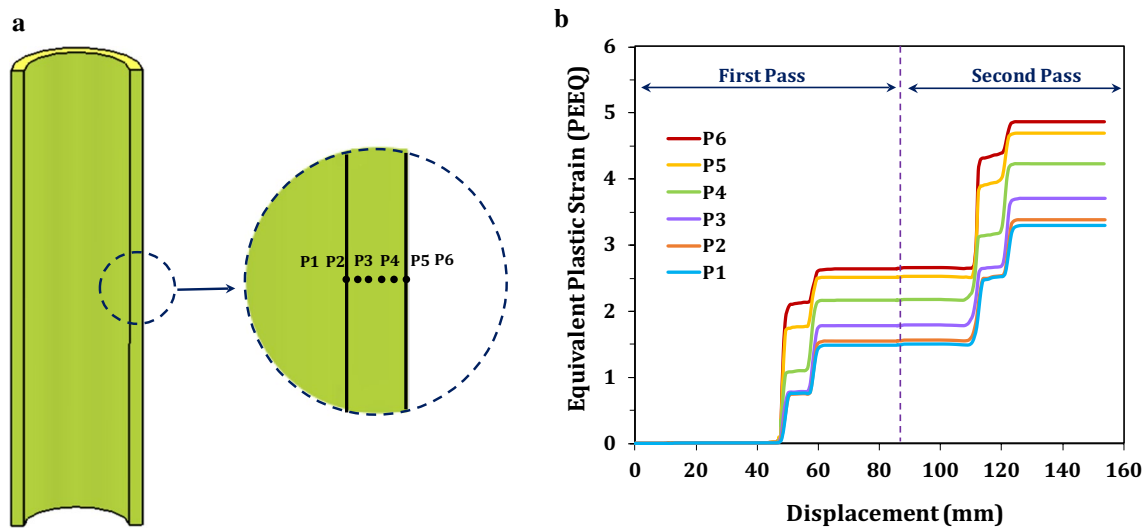 a
P1 P2 P3 P4 P5 P6
b
Equivalent Plastic Strain (PEEQ)
6
5
4
3
2
1
0
First Pass
Second Pass
P6
P5
P4
P3
P2
P1
0 20 40 60 80 100 120 140 160
Displacement (mm)